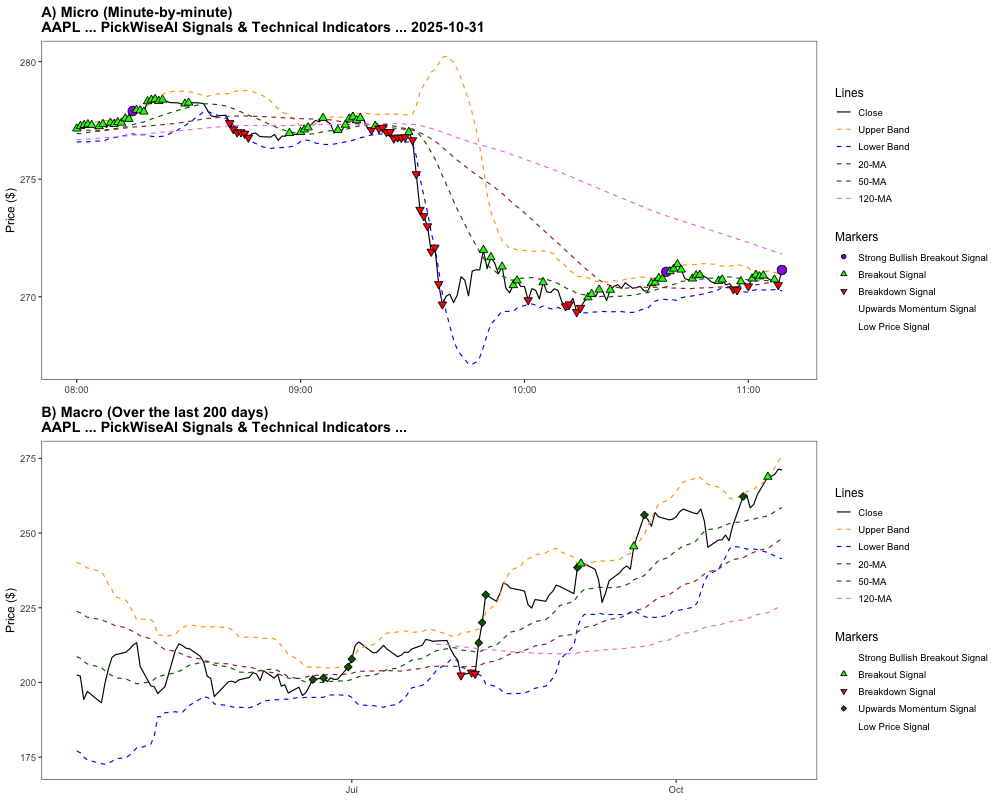 A) Micro (Minute-by-minute)
AAPL ... PickWiseAI Signals & Technical Indicators ... 2025-10-31
Price ($)
280
275
270
08:00
09:00
10:00
11:00
Lines
Close
Upper Band
Lower Band
20-MA
50-MA
120-MA
Markers
Strong Bullish Breakout Signal
Breakout Signal
Breakdown Signal
Upwards Momentum Signal
Low Price Signal
B) Macro (Over the last 200 days)
AAPL ... PickWiseAI Signals & Technical Indicators ...
Price ($)
275
250
225
200
175
Jul
Oct
Lines
Close
Upper Band
Lower Band
20-MA
50-MA
120-MA
Markers
Strong Bullish Breakout Signal
Breakout Signal
Breakdown Signal
Upwards Momentum Signal
Low Price Signal